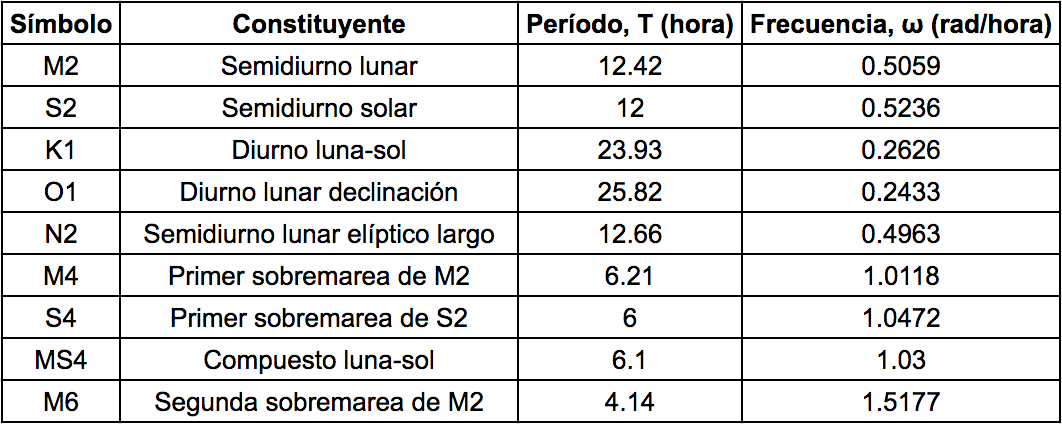 Símbolo Constituyente Período, T (hora) Frecuencia, ω (rad/hora)
M2 Semidiurno lunar 12.42 0.5059
S2 Semidiurno solar 12 0.5236
K1 Diurno luna-sol 23.93 0.2626
O1 Diurno lunar declinación 25.82 0.2433
N2 Semidiurno lunar elíptico largo 12.66 0.4963
M4 Primer sobremarea de M2 6.21 1.0118
S4 Primer sobremarea de S2 6 1.0472
MS4 Compuesto luna-sol 6.1 1.03
M6 Segunda sobremarea de M2 4.14 1.5177